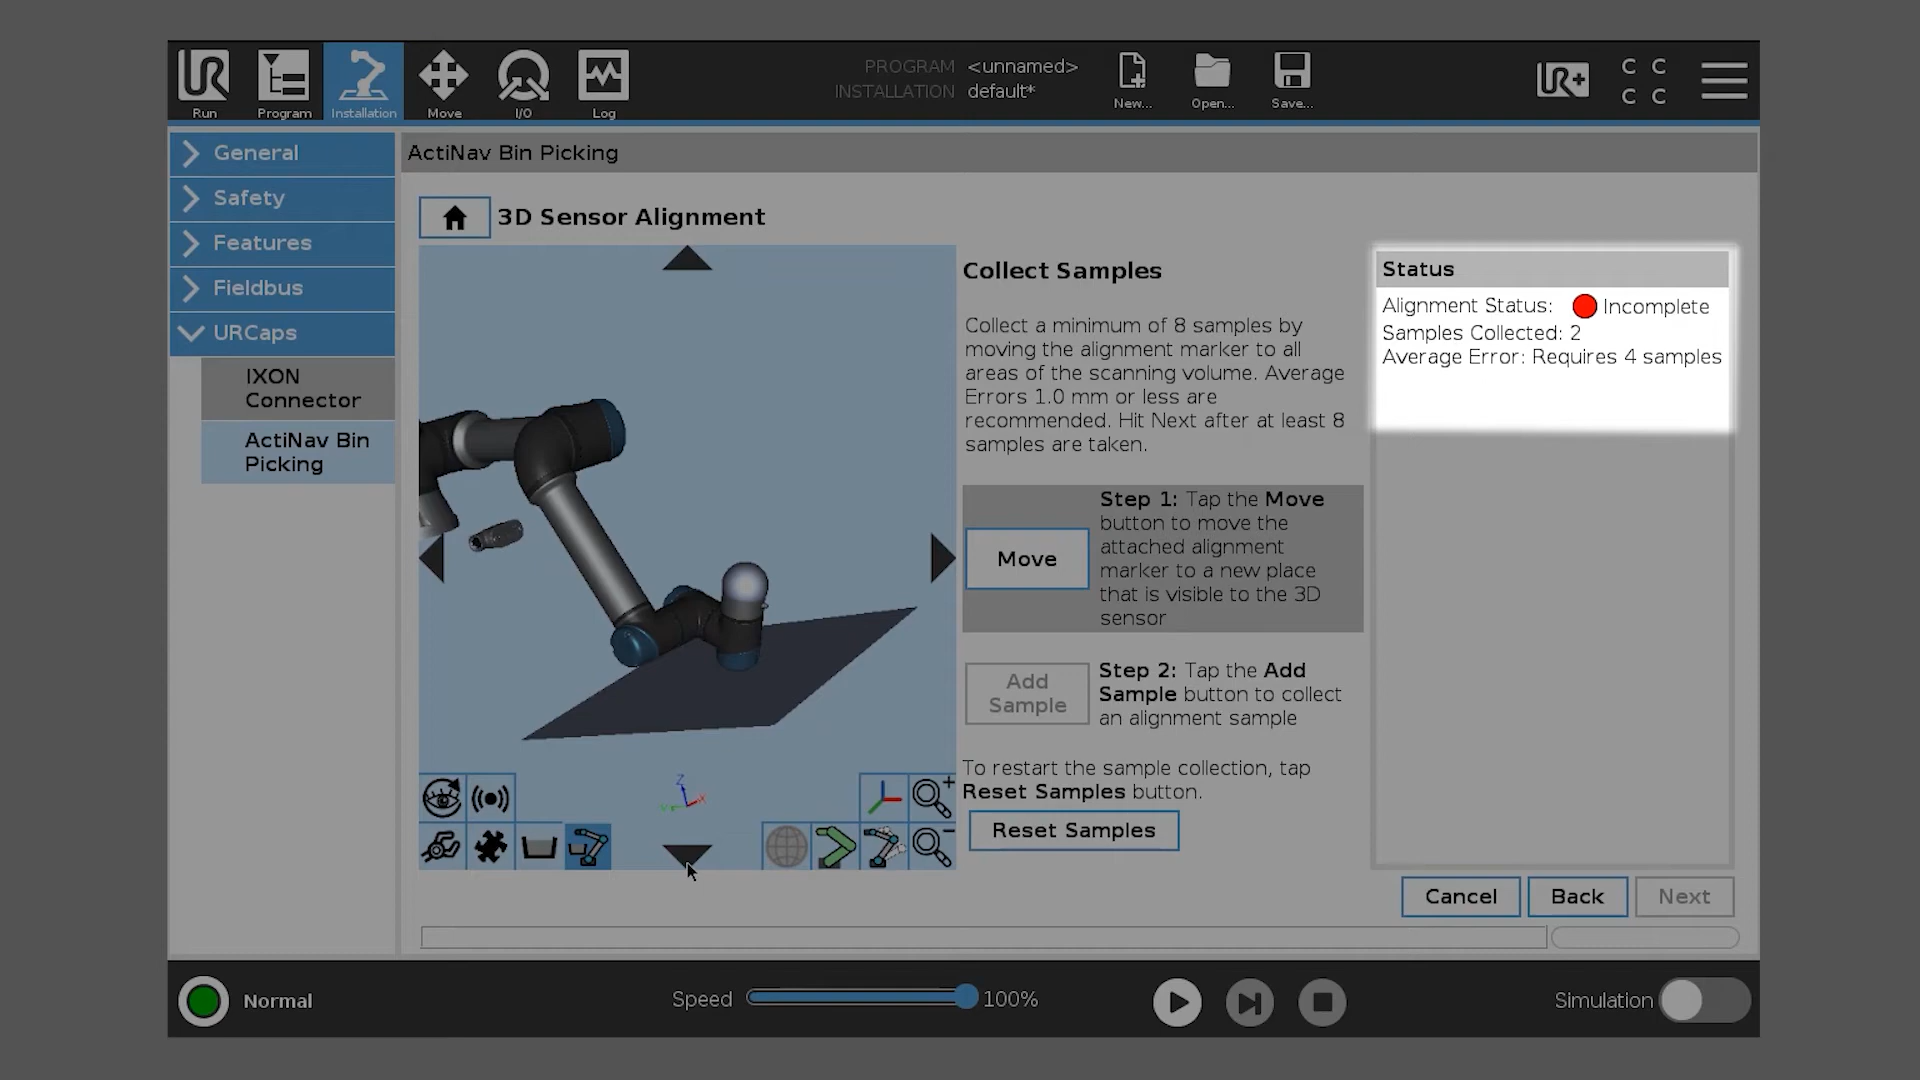 Run
Program
Installation
Move
I/O
Log
PROGRAM <unnamed>
INSTALLATION default*
New...
Open...
Save...
C C
C C
General
Safety
Features
Fieldbus
URCaps
IXON
Connector
ActiNav Bin
Picking
ActiNav Bin Picking
3D Sensor Alignment
Collect Samples
Collect a minimum of 8 samples by
moving the alignment marker to all
areas of the scanning volume. Average
Errors 1.0 mm or less are
recommended. Hit Next after at least 8
samples are taken.
Move
Step 1: Tap the Move
button to move the
attached alignment
marker to a new place
that is visible to the 3D
sensor
Add
Sample
Step 2: Tap the Add
Sample button to collect
an alignment sample
To restart the sample collection, tap
Reset Samples button.
Reset Samples
Status
Alignment Status: Incomplete
Samples Collected: 2
Average Error: Requires 4 samples
Z
X
Y
Cancel
Back
Next
Normal
Speed
100%
Simulation